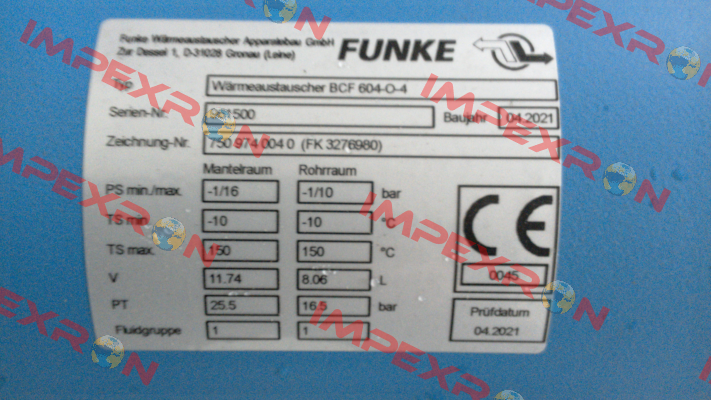 Funke Wärmeaustauscher Apparatebau GmbH
Zur Dessel 1, D-31028 Gronau (Leine)
FUNKE
Typ Wärmeaustauscher BCF 604-O-4
Serien-Nr. 961500 Baujahr 04.2021
Zeichnung-Nr. 750 974 004 0 (FK 3276980)
Mantelraum Rohrraum
PS min./max. -1/16 -1/10 bar
TS min -10 -10 °C
TS max. 150 150 °C
V 11.74 8.06 L
PT 25.5 16.5 bar
Fluidgruppe 1 1
CE
0045
Prüfdatum
04.2021
IMPEXRON